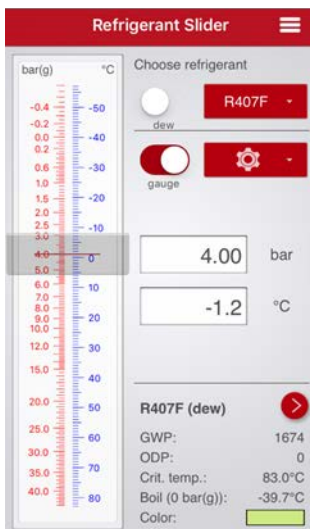 Refrigerant Slider
bar(g) °C
-0.4
-0.2
0.0
0.2
0.6
1.0
1.5
2.0
2.5
3.0
4.0
5.0
6.0
7.0
8.0
9.0
10.0
12.0
15.0
20.0
25.0
30.0
35.0
40.0
-50
-40
-30
-20
-10
0
10
20
30
40
50
60
70
80
Choose refrigerant
dew
R407F
gauge
4.00 bar
-1.2 °C
R407F (dew)
GWP: 1674
ODP: 0
Crit. temp.: 83.0°C
Boil (0 bar(g)): -39.7°C
Color: